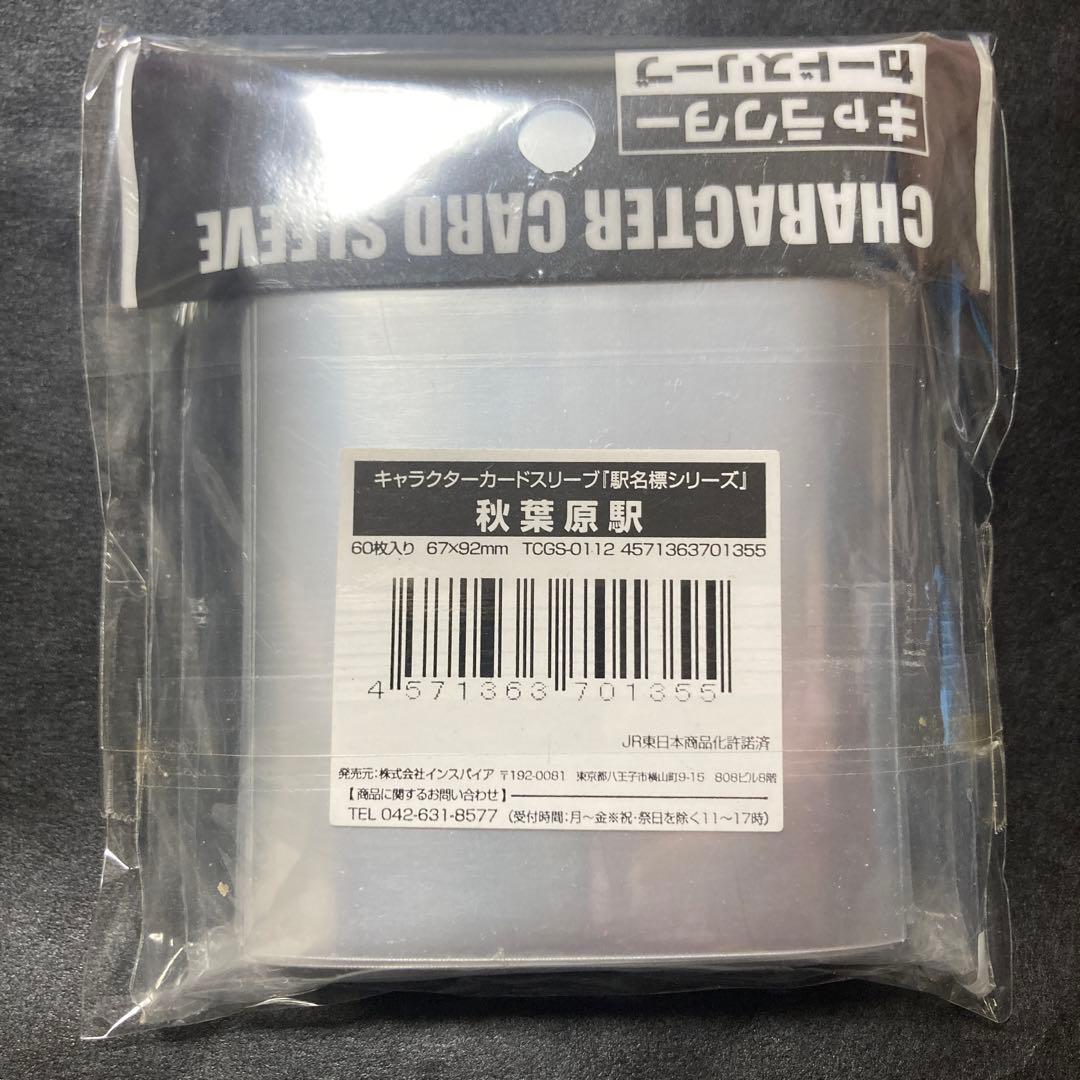 キャラクター
カードスリーブ
CHARACTER CARD SLEEVE
キャラクターカードスリーブ『駅名標シリーズ』
秋葉原駅
60枚入り 67×92mm TCGS-0112 4571363701355
4 571363 701355
JR東日本商品化許諾済
発売元:株式会社インスパイア 〒192-0081 東京都八王子市横山町9-15 808ビル8階
【商品に関するお問い合わせ】
TEL 042-631-8577 (受付時間:月～金※祝・祭日を除く11～17時)